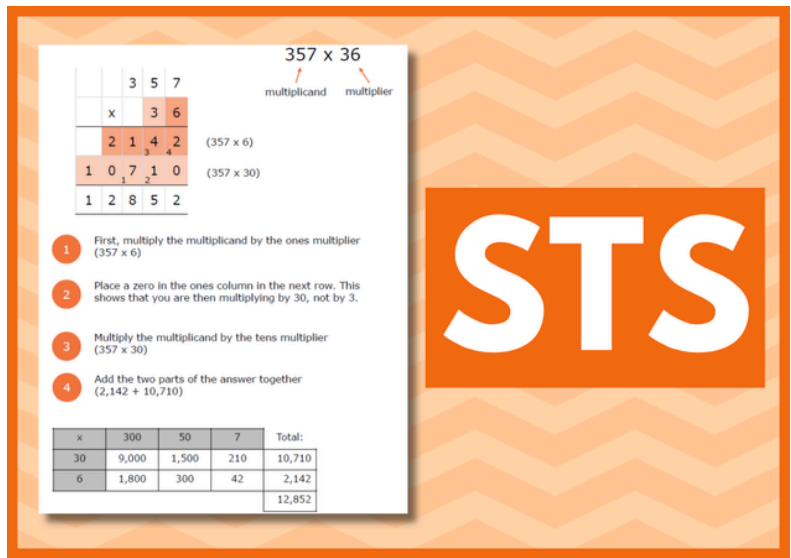 357 x 36
multiplicand multiplier
3 5 7
x 3 6
2 1 3 4 4 2 (357 x 6)
1 0 1 7 2 1 0 (357 x 30)
1 2 8 5 2
1 First, multiply the multiplicand by the ones multiplier
(357 x 6)
2 Place a zero in the ones column in the next row. This
shows that you are then multiplying by 30, not by 3.
3 Multiply the multiplicand by the tens multiplier
(357 x 30)
4 Add the two parts of the answer together
(2,142 + 10,710)
x 300 50 7 Total:
30 9,000 1,500 210 10,710
6 1,800 300 42 2,142
12,852
STS